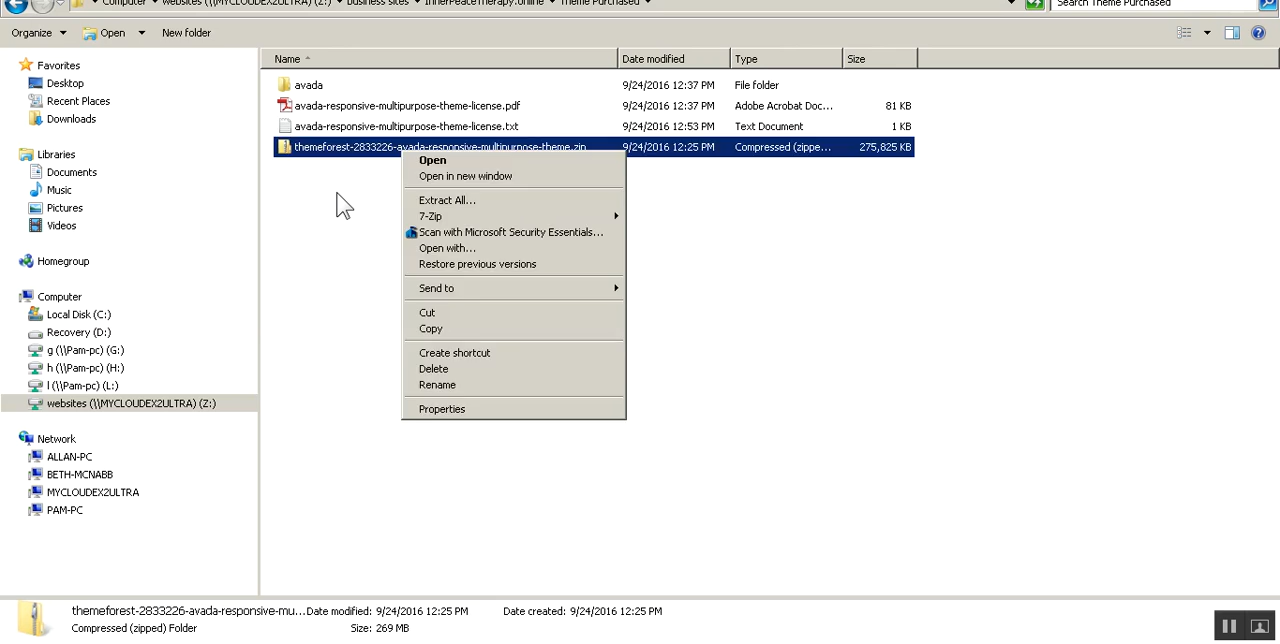 Computer ▸ websites (\\MYCLOUDEX2ULTRA) (Z:) ▸ business sites ▸ InnerPeaceTherapy.online ▸ Theme Purchased
Search Theme Purchased
Organize Open New folder
Name Date modified Type Size
avada 9/24/2016 12:37 PM File folder
avada-responsive-multipurpose-theme-license.pdf 9/24/2016 12:37 PM Adobe Acrobat Doc... 81 KB
avada-responsive-multipurpose-theme-license.txt 9/24/2016 12:53 PM Text Document 1 KB
themeforest-2833226-avada-responsive-multipurpose-theme.zip 9/24/2016 12:25 PM Compressed (zippe... 275,825 KB
Open
Open in new window
Extract All...
7-Zip
Scan with Microsoft Security Essentials...
Open with...
Restore previous versions
Send to
Cut
Copy
Create shortcut
Delete
Rename
Properties
Favorites
Desktop
Recent Places
Downloads
Libraries
Documents
Music
Pictures
Videos
Homegroup
Computer
Local Disk (C:)
Recovery (D:)
g (\\Pam-pc) (G:)
h (\\Pam-pc) (H:)
l (\\Pam-pc) (L:)
websites (\\MYCLOUDEX2ULTRA) (Z:)
Network
ALLAN-PC
BETH-MCNABB
MYCLOUDEX2ULTRA
PAM-PC
themeforest-2833226-avada-responsive-mu... Date modified: 9/24/2016 12:25 PM Date created: 9/24/2016 12:25 PM
Compressed (zipped) Folder Size: 269 MB